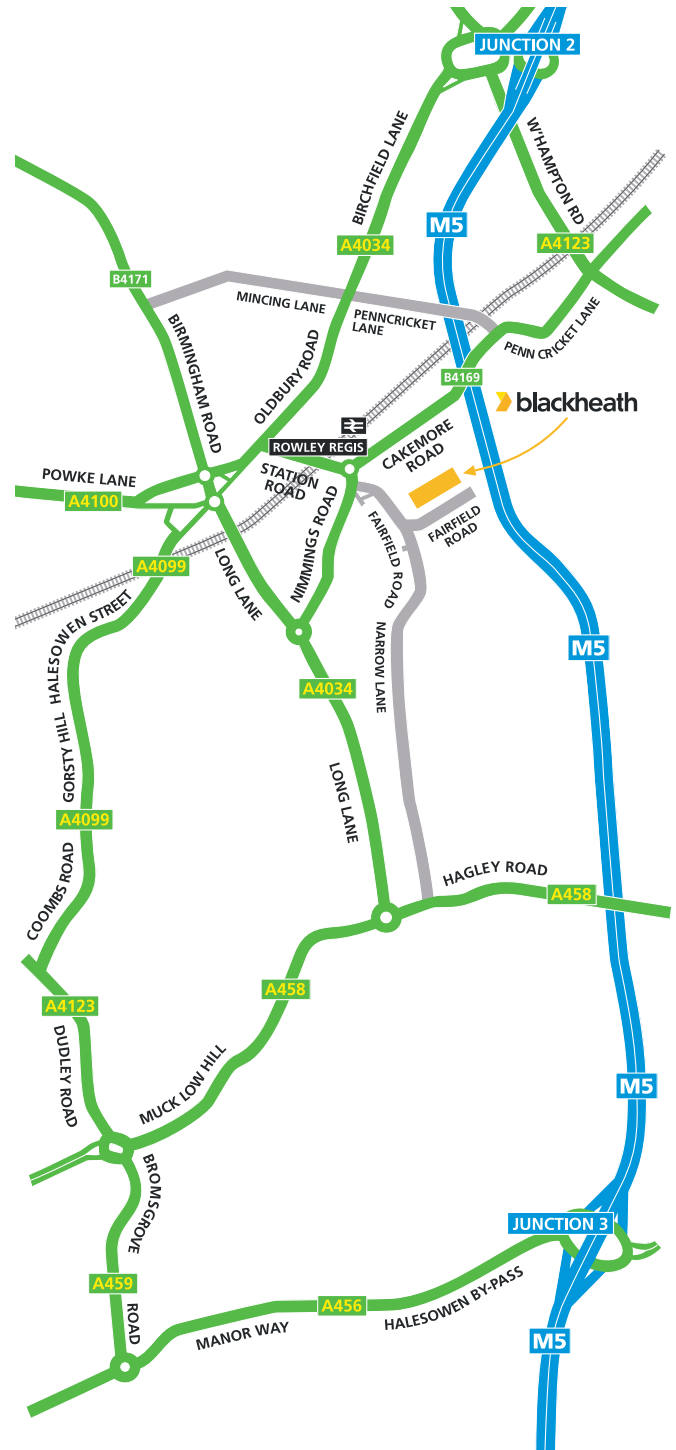 JUNCTION 2
BIRCHFIELD LANE
W'HAMPTON RD
M5
A4034
A4123
B4171
MINCING LANE
PENNCRICKET
LANE
BIRMINGHAM ROAD
OLDBURY ROAD
PENN CRICKET LANE
B4169
blackheath
ROWLEY REGIS
CAKEMORE
ROAD
POWKE LANE
STATION
ROAD
A4100
NIMMINGS ROAD
FAIRFIELD ROAD
FAIRFIELD
ROAD
A4099
LONG LANE
HALESOWEN STREET
NARROW LANE
M5
A4034
GORSTY HILL
LONG LANE
A4099
COOMBS ROAD
HAGLEY ROAD
A458
A458
A4123
DUDLEY ROAD
MUCK LOW HILL
M5
BROMSGROVE
ROAD
JUNCTION 3
A459
A456
HALESOWEN BY-PASS
MANOR WAY
M5